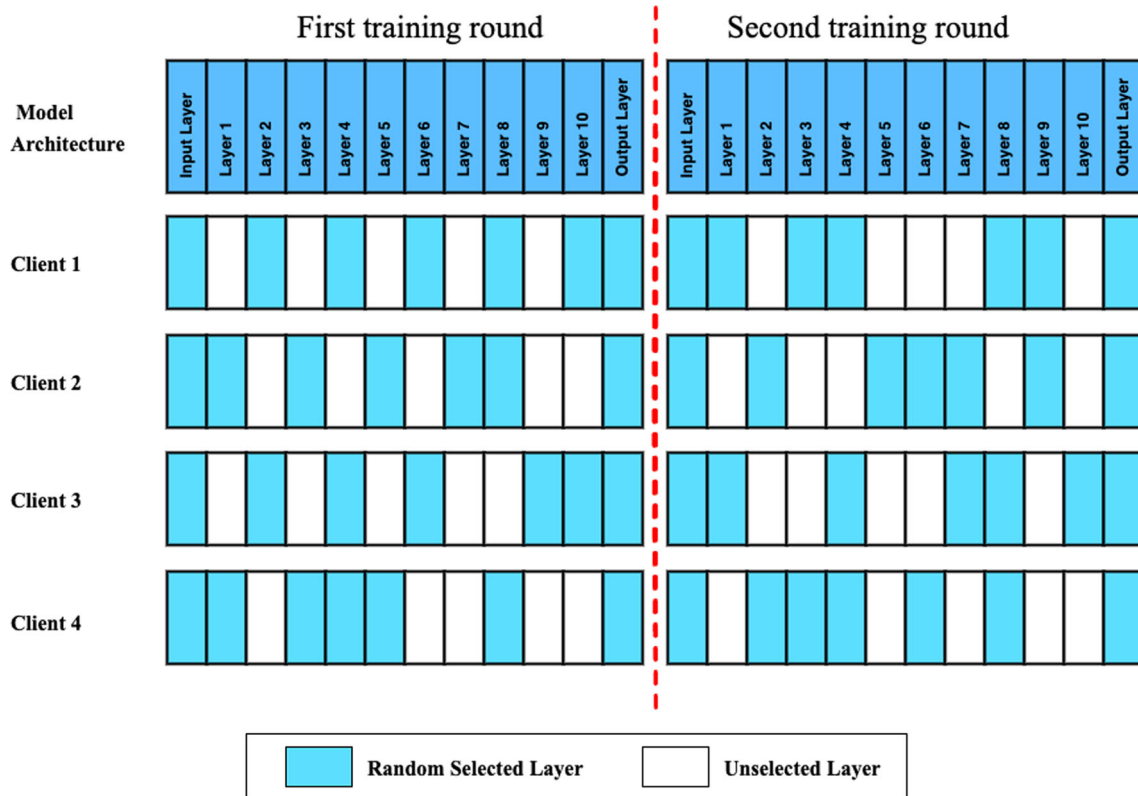 First training round
Second training round
Model
Architecture
Input Layer
Layer 1
Layer 2
Layer 3
Layer 4
Layer 5
Layer 6
Layer 7
Layer 8
Layer 9
Layer 10
Output Layer
Input Layer
Layer 1
Layer 2
Layer 3
Layer 4
Layer 5
Layer 6
Layer 7
Layer 8
Layer 9
Layer 10
Output Layer
Client 1
Client 2
Client 3
Client 4
Random Selected Layer
Unselected Layer